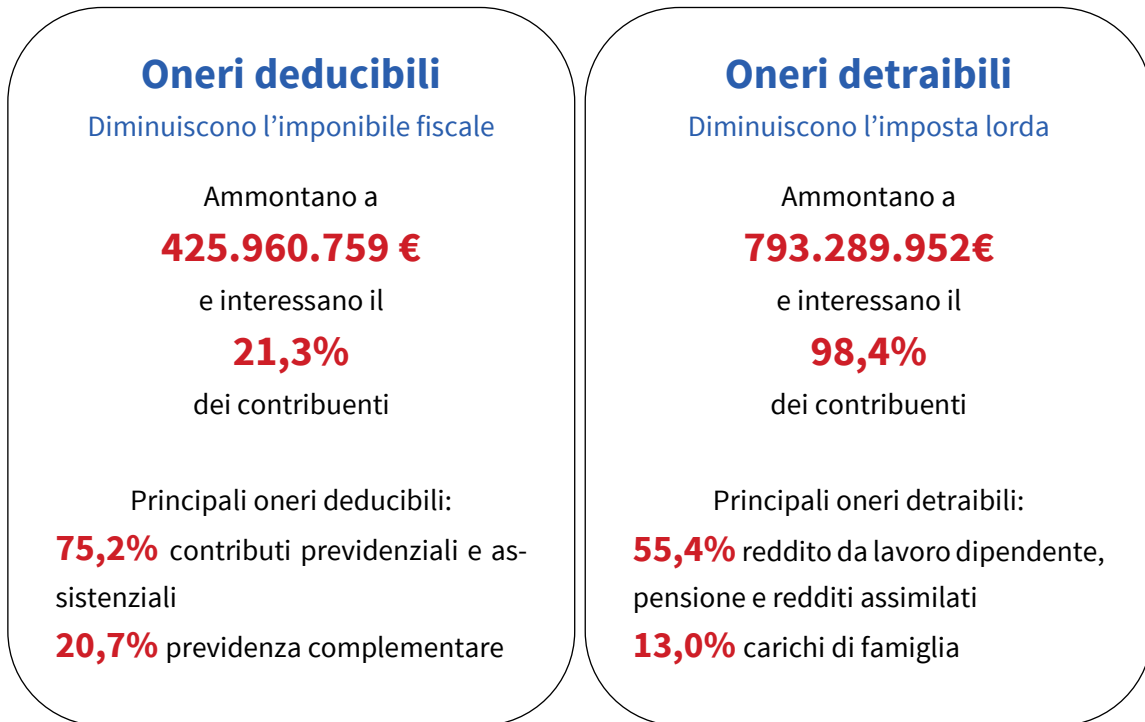 Oneri deducibili
Diminuiscono l’imponibile fiscale
Ammontano a
425.960.759 €
e interessano il
21,3%
dei contribuenti
Principali oneri deducibili:
75,2% contributi previdenziali e as-
sistenziali
20,7% previdenza complementare
Oneri detraibili
Diminuiscono l’imposta lorda
Ammontano a
793.289.952€
e interessano il
98,4%
dei contribuenti
Principali oneri detraibili:
55,4% reddito da lavoro dipendente,
pensione e redditi assimilati
13,0% carichi di famiglia